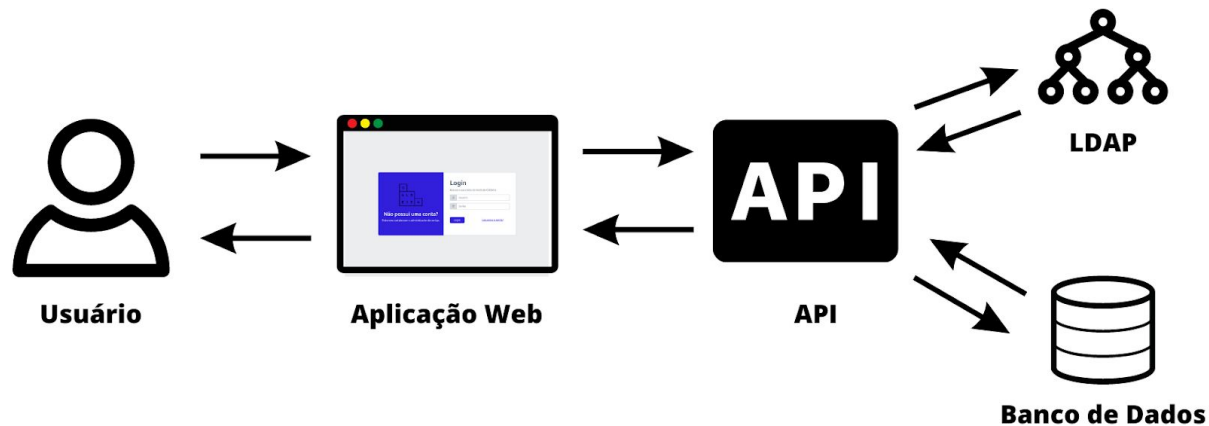 Login
Não possui uma conta?
API
LDAP
Usuário
Aplicação Web
API
Banco de Dados